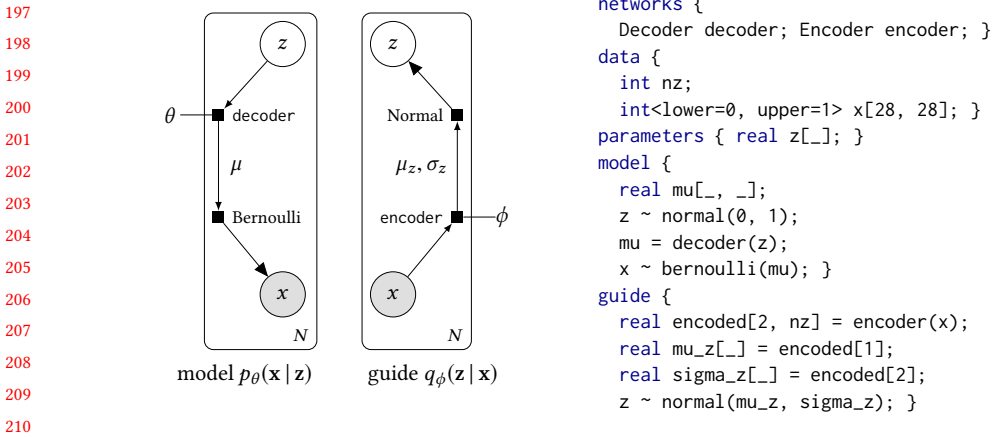 197
198
199
200
201
202
203
204
205
206
207
208
209
210
z
θ
decoder
μ
Bernoulli
x
N
model pθ(x | z)
z
Normal
μz, σz
encoder
ϕ
x
N
guide qϕ(z | x)
networks {
Decoder decoder; Encoder encoder; }
data {
int nz;
int<lower=0, upper=1> x[28, 28]; }
parameters { real z[_]; }
model {
real mu[_, _];
z ~ normal(0, 1);
mu = decoder(z);
x ~ bernoulli(mu); }
guide {
real encoded[2, nz] = encoder(x);
real mu_z[_] = encoded[1];
real sigma_z[_] = encoded[2];
z ~ normal(mu_z, sigma_z); }